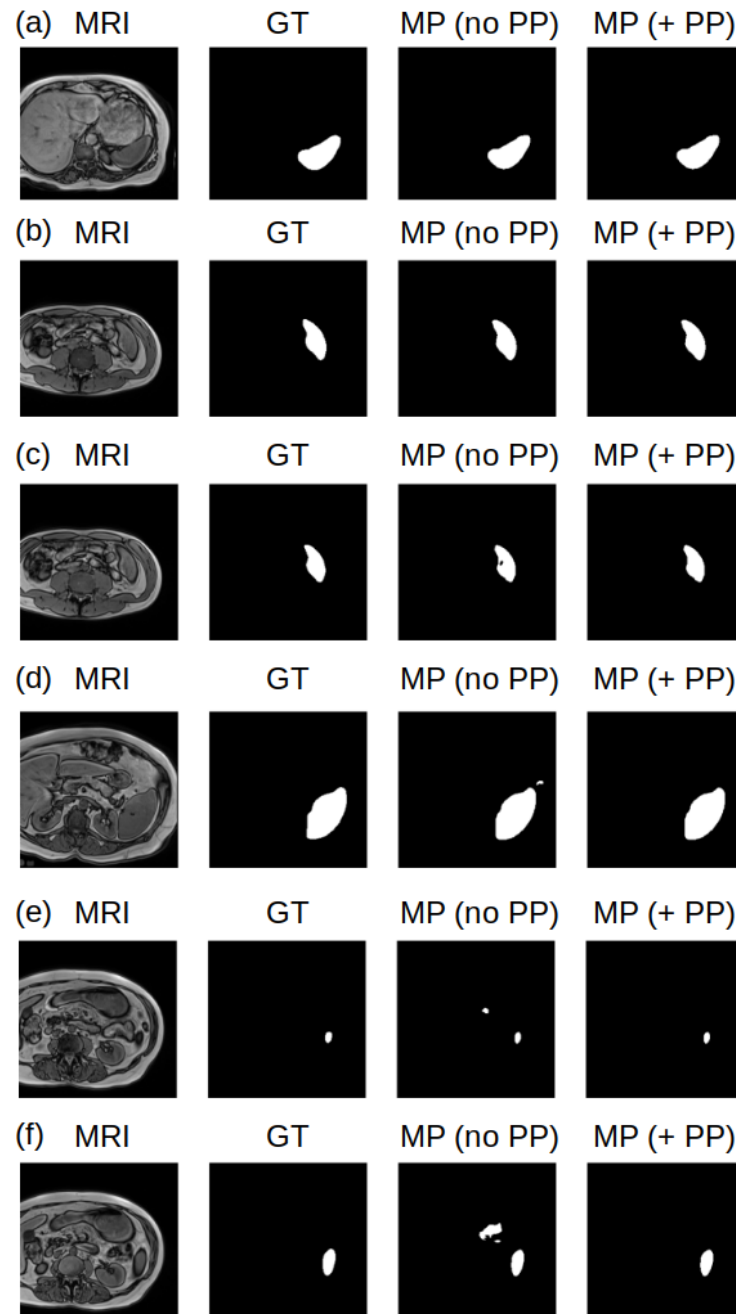 (a) MRI GT MP (no PP) MP (+ PP)
(b) MRI GT MP (no PP) MP (+ PP)
(c) MRI GT MP (no PP) MP (+ PP)
(d) MRI GT MP (no PP) MP (+ PP)
(e) MRI GT MP (no PP) MP (+ PP)
(f) MRI GT MP (no PP) MP (+ PP)